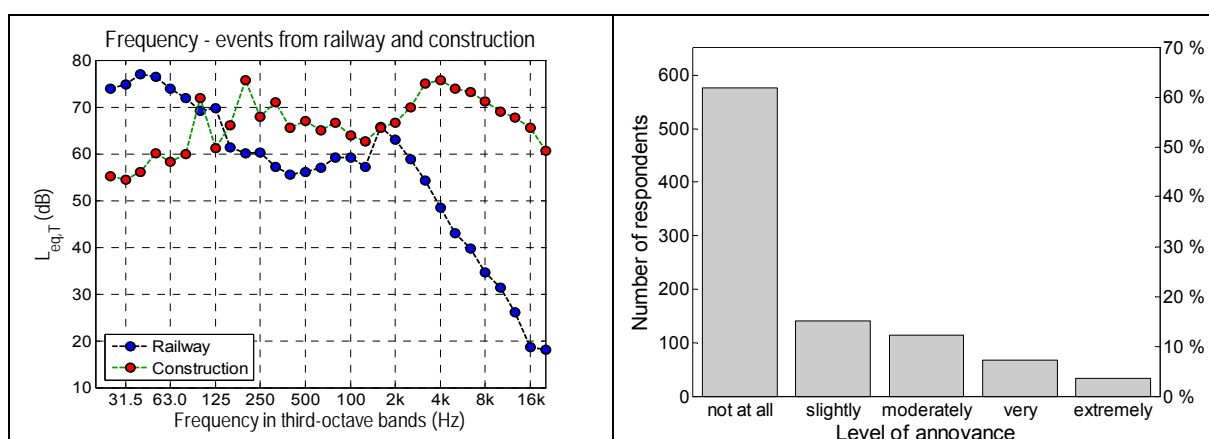 Frequency - events from railway and construction
80
70
60
50
40
30
20
10
L eq,T (dB)
Railway
Construction
31.5 63.0 125 250 500 100 2k 4k 8k 16k
Frequency in third-octave bands (Hz)
600
500
400
300
200
100
0
Number of respondents
70 %
60 %
50 %
40 %
30 %
20 %
10 %
0 %
not at all slightly moderately very extremely
Level of annoyance